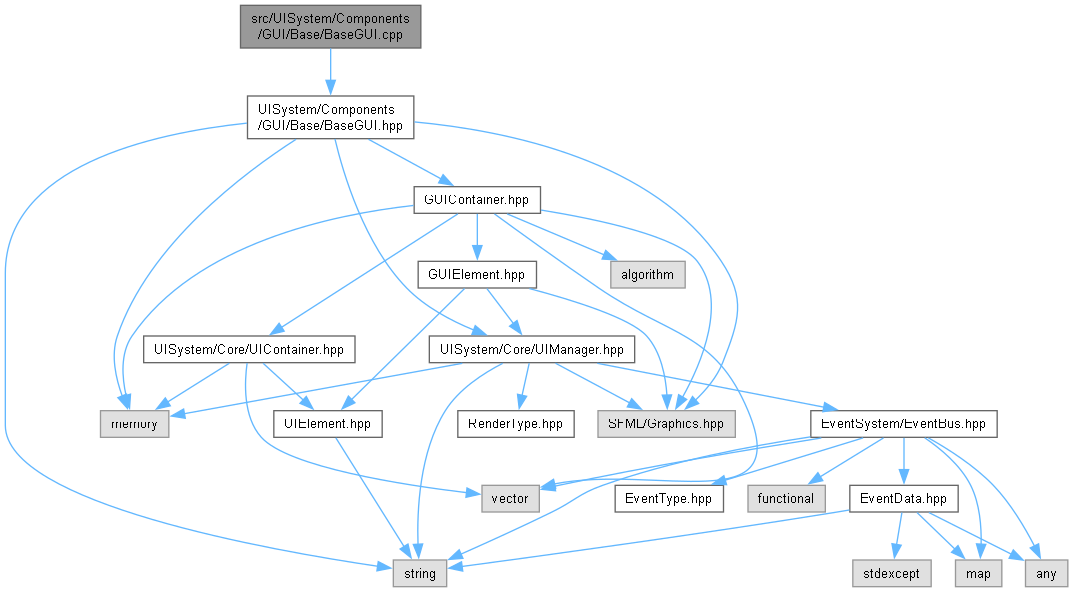 src/UISystem/Components
/GUI/Base/BaseGUI.cpp
UISystem/Components
/GUI/Base/BaseGUI.hpp
GUIContainer.hpp
GUIElement.hpp
algorithm
UISystem/Core/UIContainer.hpp
UISystem/Core/UIManager.hpp
memory
UIElement.hpp
RenderType.hpp
SFML/Graphics.hpp
EventSystem/EventBus.hpp
vector
EventType.hpp
functional
EventData.hpp
string
stdexcept
map
any